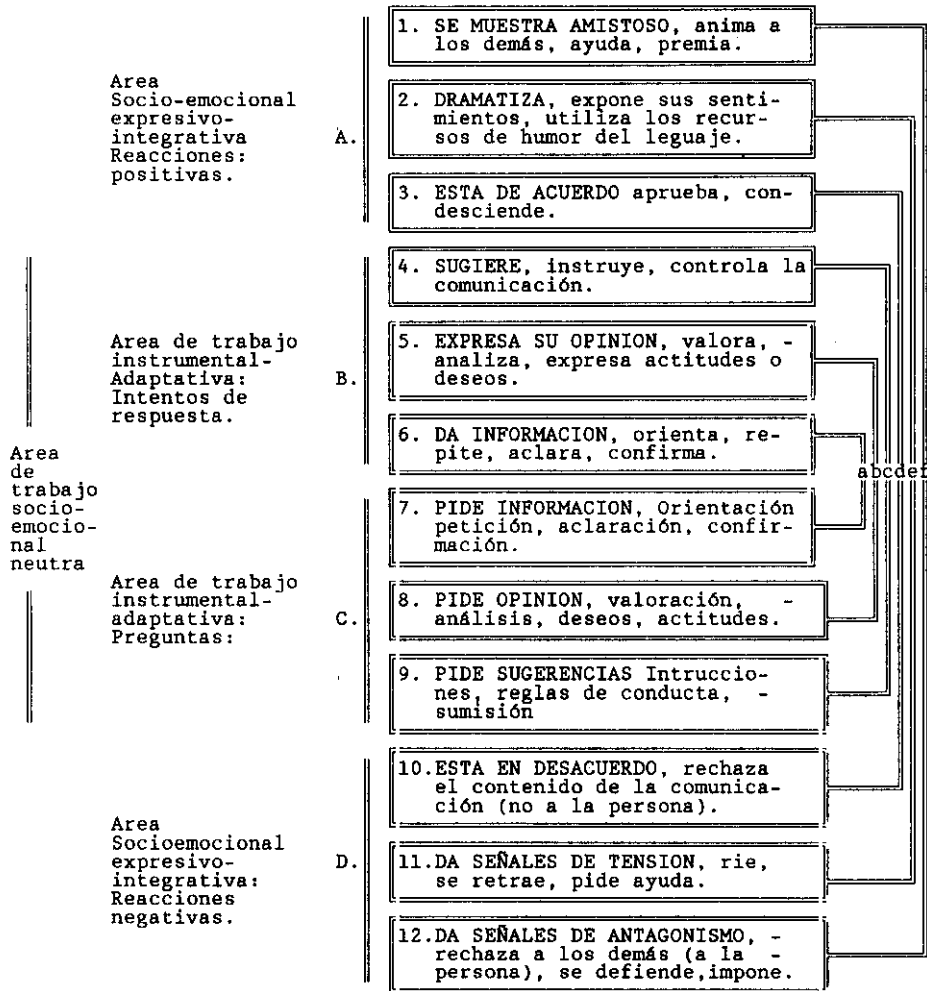 1. SE MUESTRA AMISTOSO, anima a
los demás, ayuda, premia.
Area
Socio-emocional
expresivo-
integrativa
Reacciones:
positivas.
A.
2. DRAMATIZA, expone sus senti-
mientos, utiliza los recur-
sos de humor del leguaje.
3. ESTA DE ACUERDO aprueba, con-
desciende.
4. SUGIERE, instruye, controla la
comunicación.
Area de trabajo
instrumental-
Adaptativa:
Intentos de
respuesta.
B.
5. EXPRESA SU OPINION, valora, -
analiza, expresa actitudes o
deseos.
6. DA INFORMACION, orienta, re-
pite, aclara, confirma.
Area
de
trabajo
socio-
emocio-
nal
neutra
abcdef
7. PIDE INFORMACION, Orientación
petición, aclaración, confir-
mación.
Area de trabajo
instrumental-
adaptativa:
Preguntas:
C.
8. PIDE OPINION, valoración, -
análisis, deseos, actitudes.
9. PIDE SUGERENCIAS Intruccio-
nes, reglas de conducta, -
sumisión
10.ESTA EN DESACUERDO, rechaza
el contenido de la comunica-
ción (no a la persona).
Area
Socioemocional
expresivo-
integrativa:
Reacciones
negativas.
D.
11.DA SEÑALES DE TENSION, rie,
se retrae, pide ayuda.
12.DA SEÑALES DE ANTAGONISMO, -
rechaza a los demás (a la -
persona), se defiende,impone.